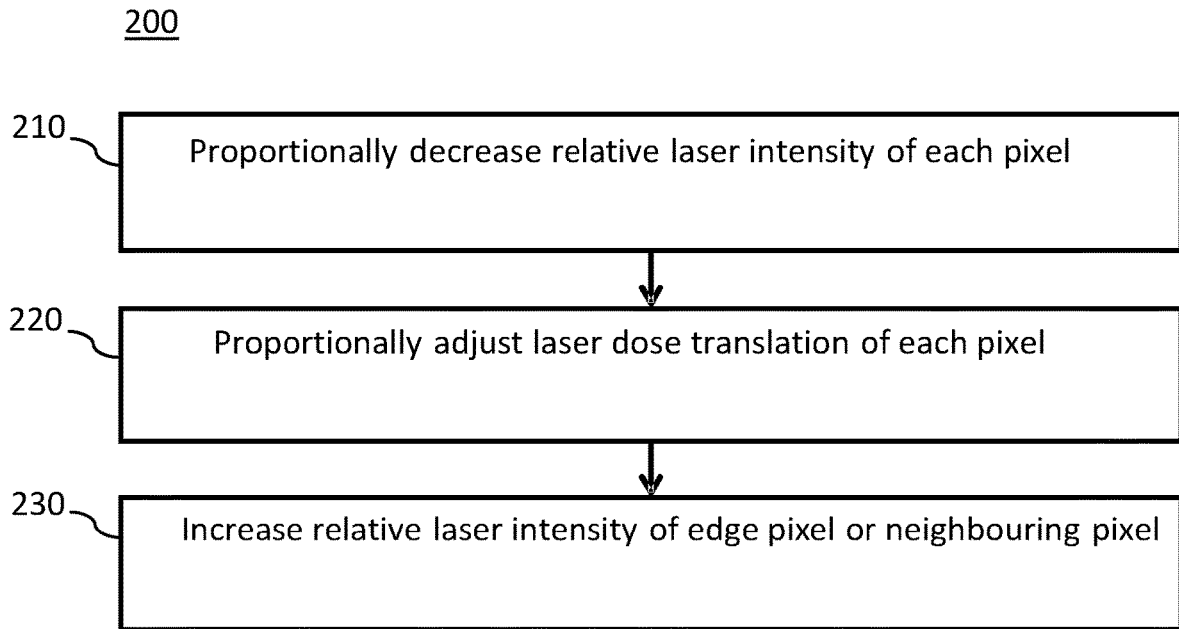 200
210
Proportionally decrease relative laser intensity of each pixel
220
Proportionally adjust laser dose translation of each pixel
230
Increase relative laser intensity of edge pixel or neighbouring pixel